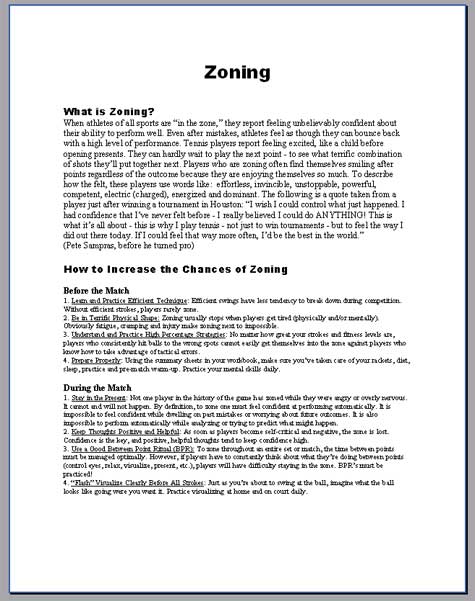 Zoning
What is Zoning?
When athletes of all sports are “in the zone,” they report feeling unbelievably confident about
their ability to perform well. Even after mistakes, athletes feel as though they can bounce back
with a high level of performance. Tennis players report feeling excited, like a child before
opening presents. They can hardly wait to play the next point - to see what terrific combination
of shots they’ll put together next. Players who are zoning often find themselves smiling after
points regardless of the outcome because they are enjoying themselves so much. To describe
how the felt, these players use words like: effortless, invincible, unstoppable, powerful,
competent, electric (charged), energized and dominant. The following is a quote taken from a
player just after winning a tournament in Houston: “I wish I could control what just happened. I
had confidence that I’ve never felt before - I really believed I could do ANYTHING! This is
what it’s all about - this is why I play tennis - not just to win tournaments - but to feel the way I
did out there today. If I could feel that way more often, I’d be the best in the world.”
(Pete Sampras, before he turned pro)
How to Increase the Chances of Zoning
Before the Match
1. Learn and Practice Efficient Technique: Efficient swings have less tendency to break down during competition.
Without efficient strokes, players rarely zone.
2. Be in Terrific Physical Shape: Zoning usually stops when players get tired (physically and/or mentally).
Obviously fatigue, cramping and injury make zoning next to impossible.
3. Understand and Practice High Percentage Strategies: No matter how great your strokes and fitness levels are,
players who consistently hit balls to the wrong spots cannot easily get themselves into the zone against players who
know how to take advantage of tactical errors.
4. Prepare Properly: Using the summary sheets in your workbook, make sure you’ve taken care of your rackets, diet,
sleep, practice and pre-match warm-up. Practice your mental skills daily.
During the Match
1. Stay in the Present: Not one player in the history of the game has zoned while they were angry or overly nervous.
It cannot and will not happen. By definition, to zone one must feel confident at performing automatically. It is
impossible to feel confident while dwelling on past mistakes or worrying about future outcomes. It is also
impossible to perform automatically while analyzing or trying to predict what might happen.
2. Keep Thoughts Positive and Helpful: As soon as players become self-critical and negative, the zone is lost.
Confidence is the key, and positive, helpful thoughts tend to keep confidence high.
3. Use a Good Between Point Ritual (BPR): To zone throughout an entire set or match, the time between points
must be managed optimally. However, if players have to constantly think about what they’re doing between points
(control eyes, relax, visualize, present, etc.), players will have difficulty staying in the zone. BPR’s must be
practiced!
4. “Flash” Visualize Clearly Before All Strokes: Just as you’re about to swing at the ball, imagine what the ball
looks like going were you want it. Practice visualizing at home and on court daily.